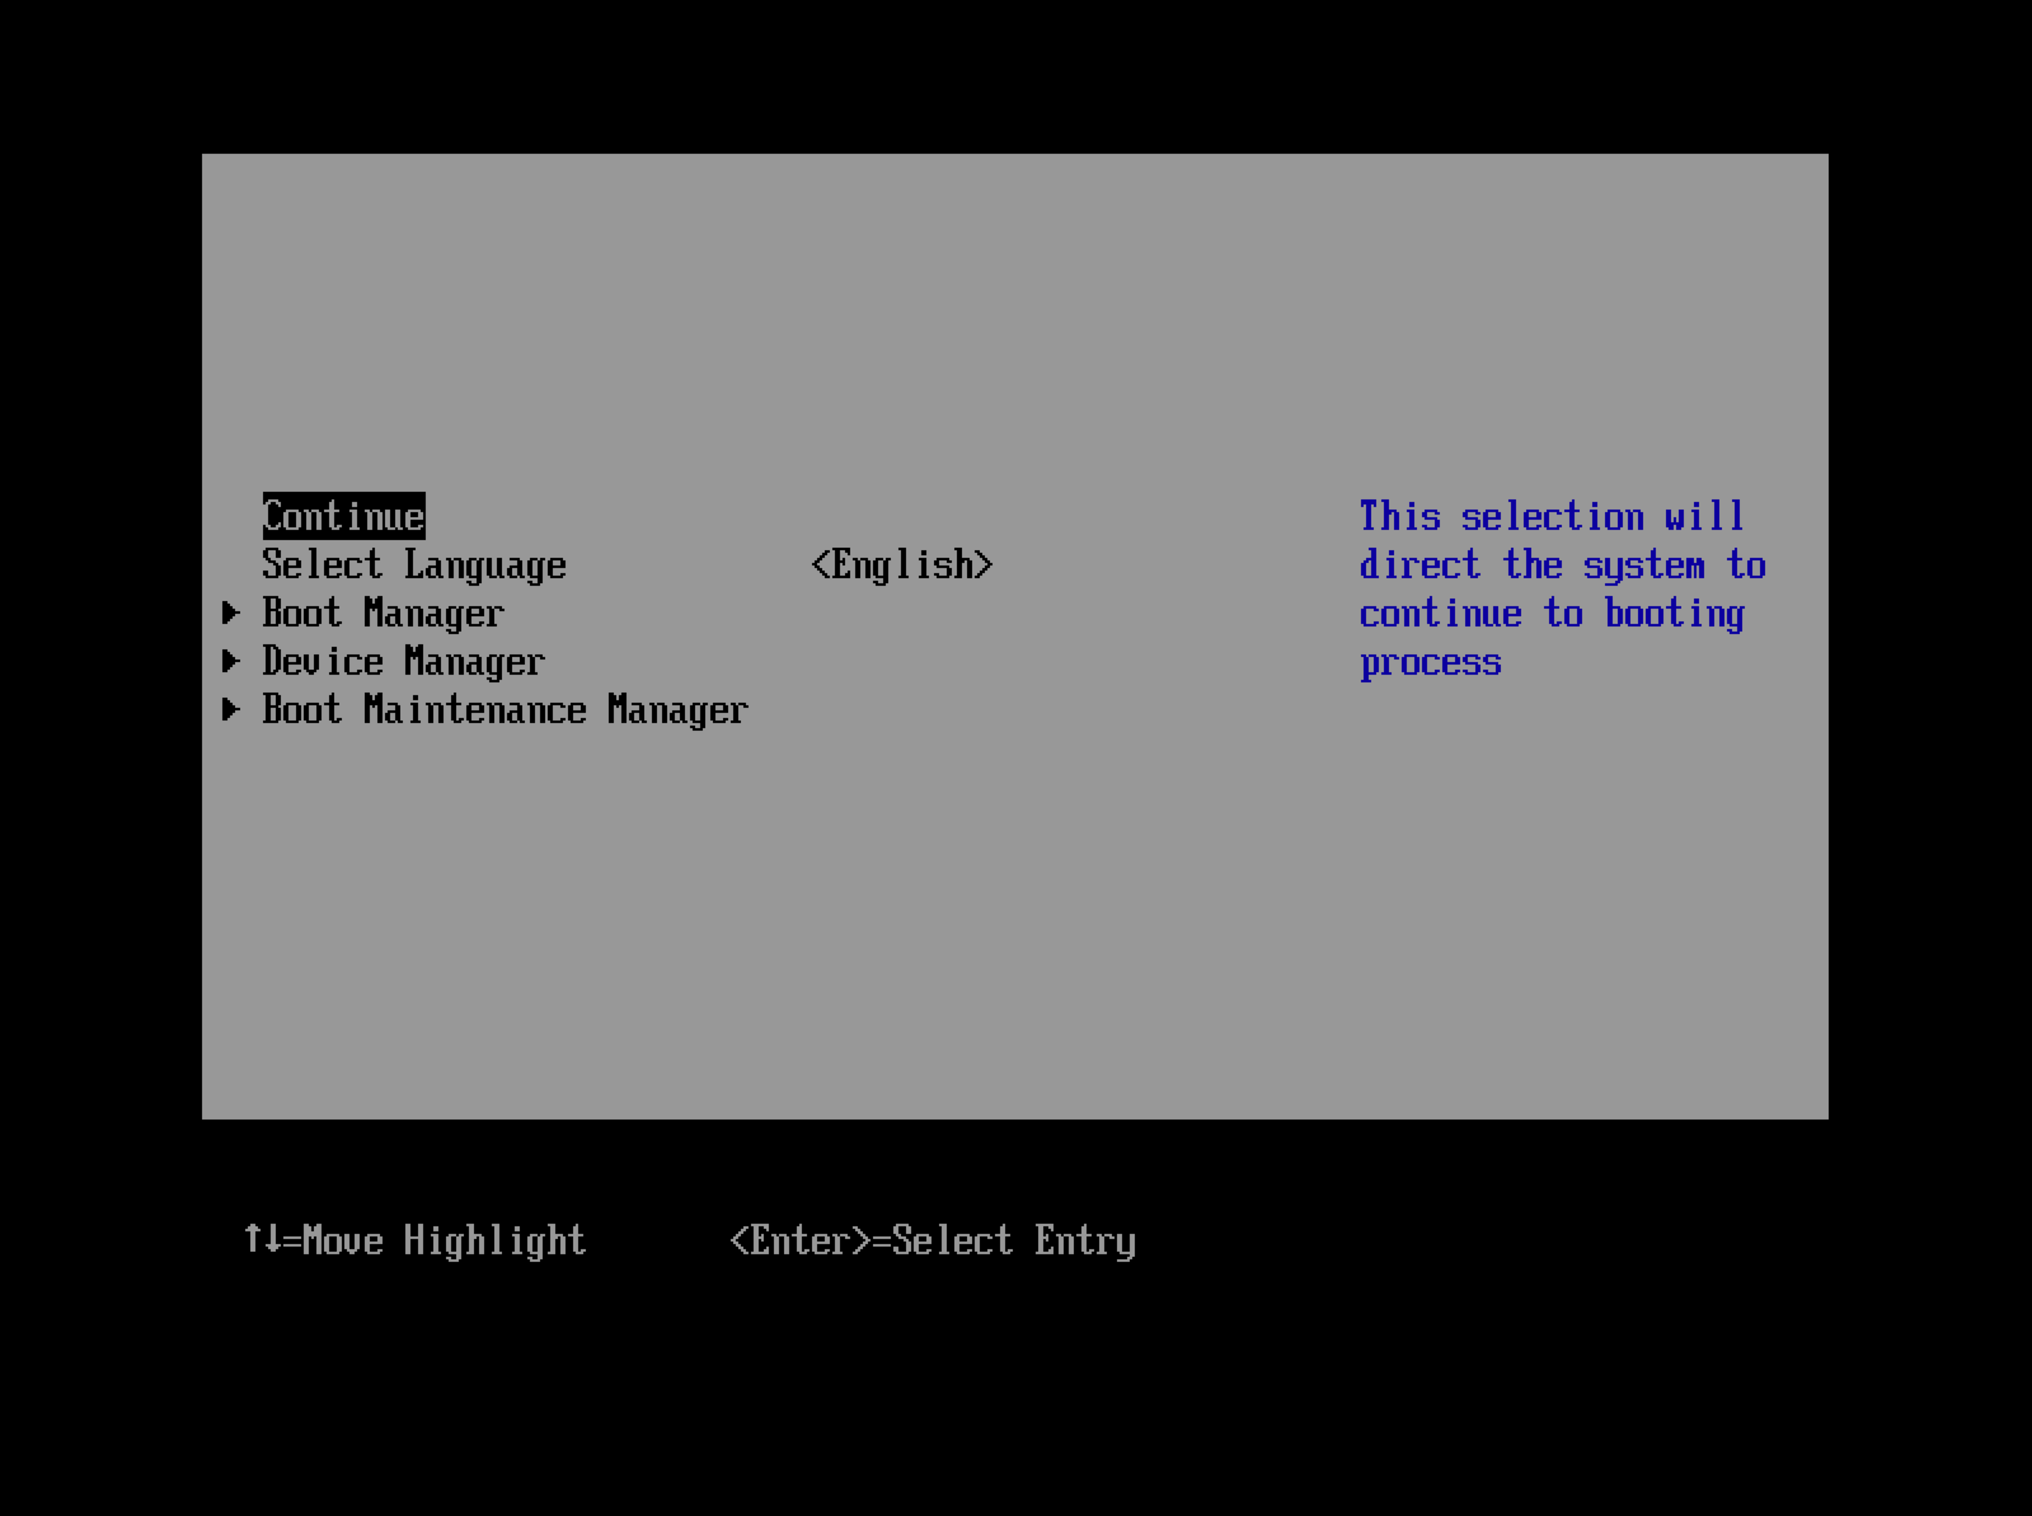 Continue
Select Language <English>
Boot Manager
Device Manager
Boot Maintenance Manager
This selection will
direct the system to
continue to booting
process
↑↓=Move Highlight <Enter>=Select Entry